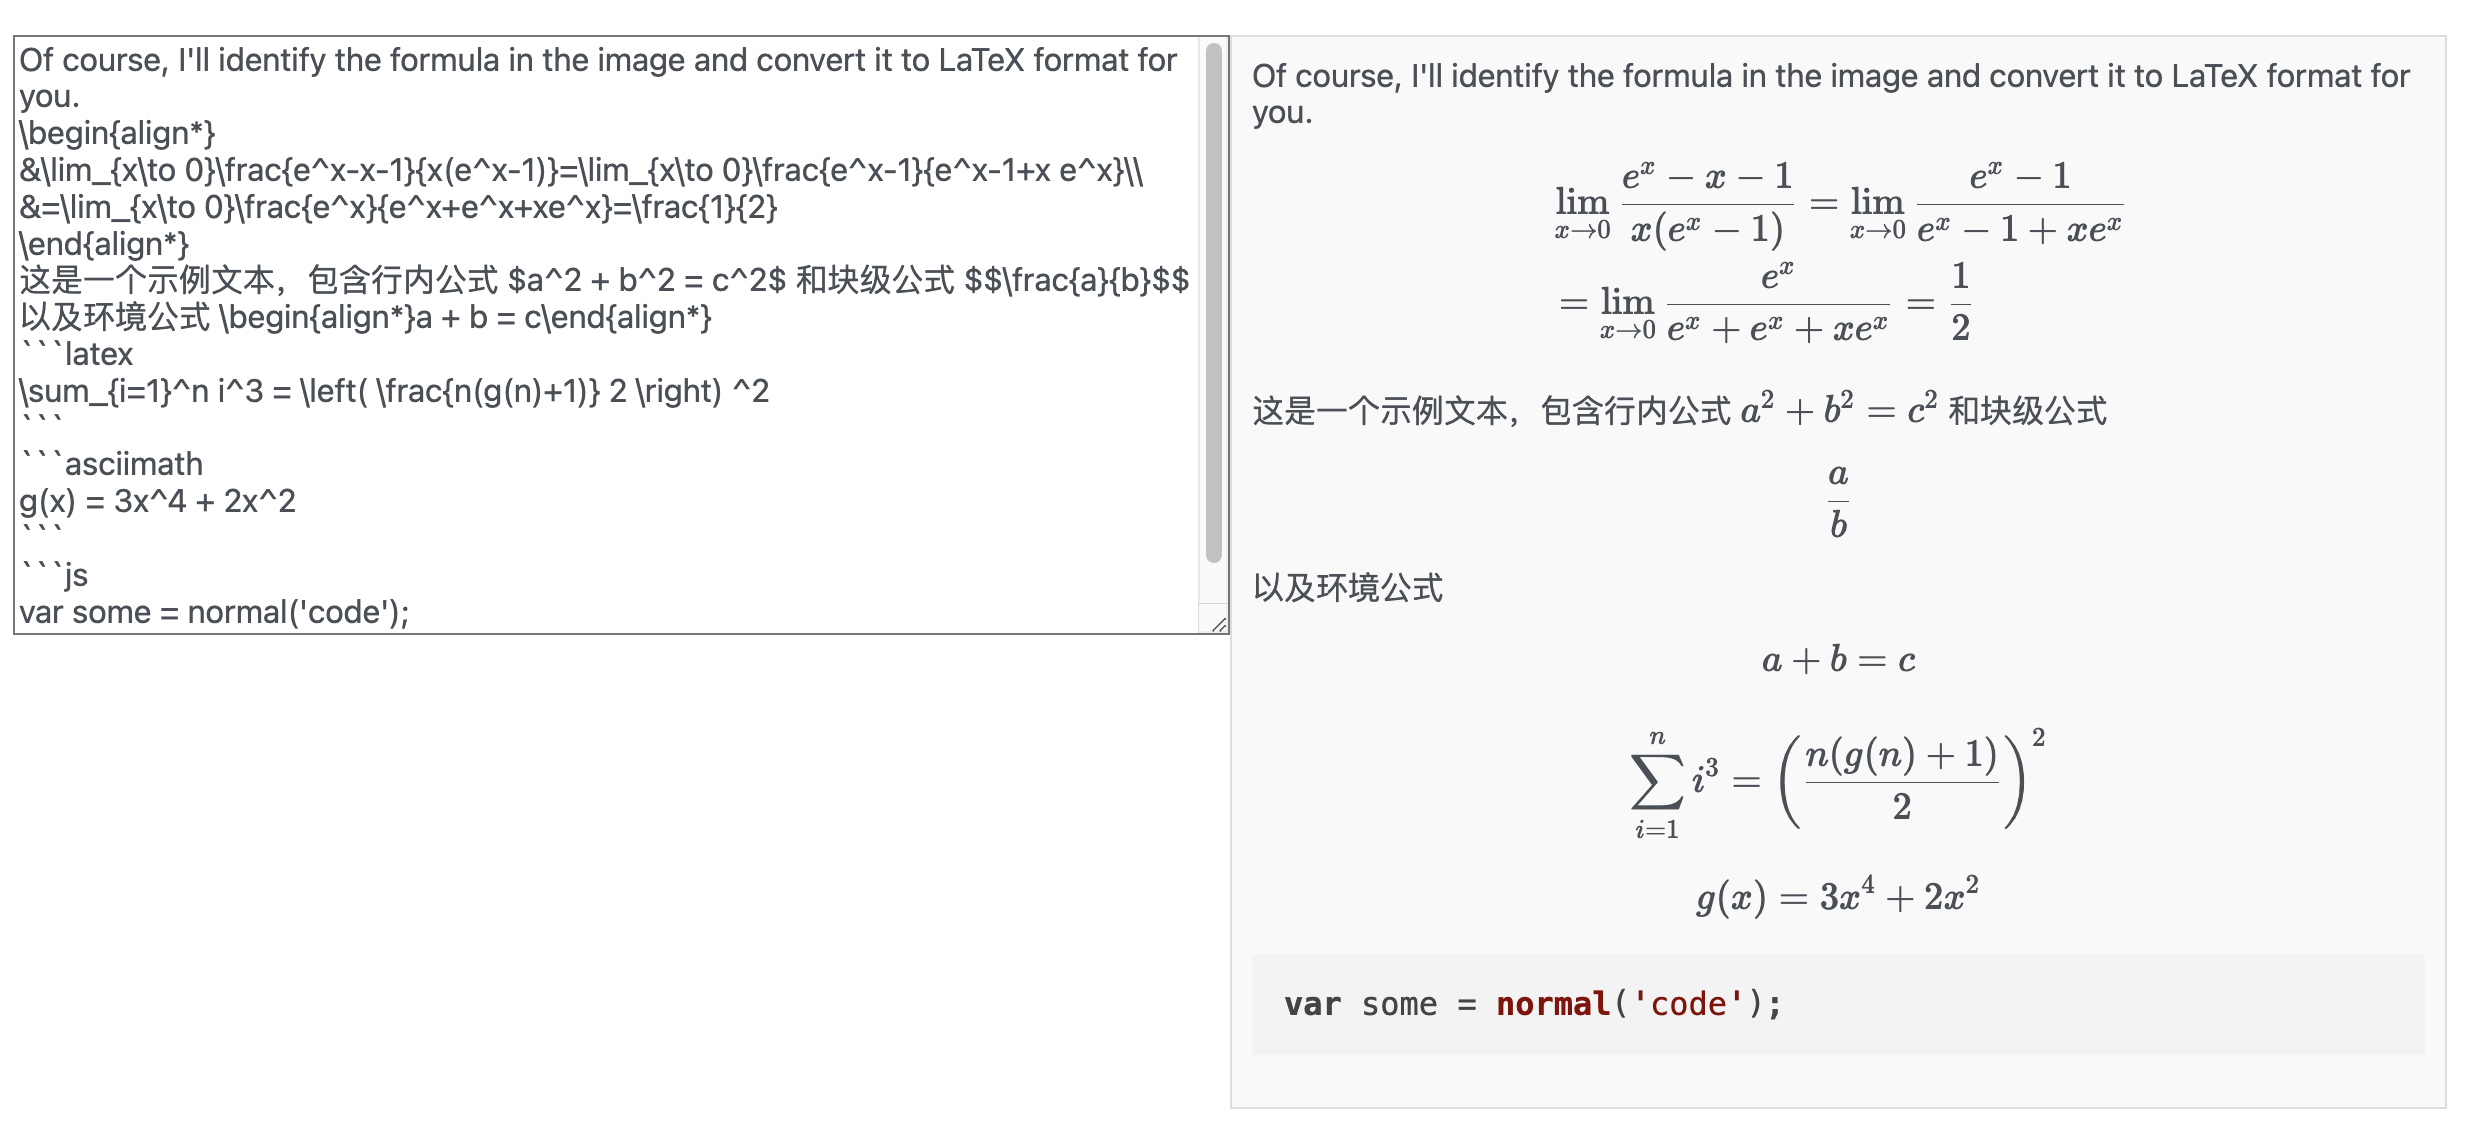 Of course, I'll identify the formula in the image and convert it to LaTeX format for
you.
\begin{align*}
&\lim_{x\to 0}\frac{e^x-x-1}{x(e^x-1)}=\lim_{x\to 0}\frac{e^x-1}{e^x-1+x e^x}\\
&=\lim_{x\to 0}\frac{e^x}{e^x+e^x+xe^x}=\frac{1}{2}
\end{align*}
这是一个示例文本，包含行内公式 $a^2 + b^2 = c^2$ 和块级公式 $$\frac{a}{b}$$
以及环境公式 \begin{align*}a + b = c\end{align*}
```latex
\sum_{i=1}^n i^3 = \left( \frac{n(g(n)+1)} 2 \right) ^2
```
```asciimath
g(x) = 3x^4 + 2x^2
```
```js
var some = normal('code');
Of course, I'll identify the formula in the image and convert it to LaTeX format for
you.
\lim_{x \to 0} \frac{e^x - x - 1}{x(e^x - 1)} = \lim_{x \to 0} \frac{e^x - 1}{e^x - 1 + xe^x}
= \lim_{x \to 0} \frac{e^x}{e^x + e^x + xe^x} = \frac{1}{2}
这是一个示例文本，包含行内公式 a^2 + b^2 = c^2 和块级公式
\frac{a}{b}
以及环境公式
a + b = c
\sum_{i=1}^{n} i^3 = \left( \frac{n(g(n) + 1)}{2} \right)^2
g(x) = 3x^4 + 2x^2
var some = normal('code');